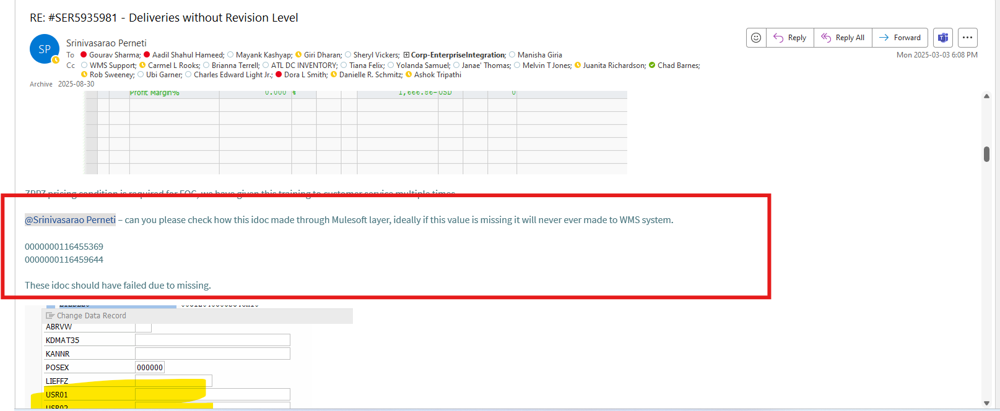 RE: #SER5935981 - Deliveries without Revision Level
SP
Srinivasarao Perneti
Reply
Reply All
Forward
To Gourav Sharma; Aadil Shahul Hameed; Mayank Kashyap; Giri Dharan; Sheryl Vickers; Corp-EnterpriseIntegration; Manisha Giria
Mon 2025-03-03 6:08 PM
Cc WMS Support; Carmel L Rooks; Brianna Terrell; ATL DC INVENTORY; Tiana Felix; Yolanda Samuel; Janae' Thomas; Melvin T Jones; Juanita Richardson; Chad Barnes;
Rob Sweeney; Ubi Garner; Charles Edward Light Jr.; Dora L Smith; Danielle R. Schmitz; Ashok Tripathi
Archive 2025-08-30
Profit Margin% 0.000 % 1,666.86-USD 0
ZPPZ pricing condition is required for FOC, we have given this training to customer service multiple times
@Srinivasarao Perneti – can you please check how this idoc made through Mulesoft layer, ideally if this value is missing it will never ever made to WMS system.
0000000116455369
0000000116459644
These idoc should have failed due to missing.
Change Data Record
ABRVW
KDMAT35
KANNR
POSEX 000000
LIEFFZ
USR01
USR02